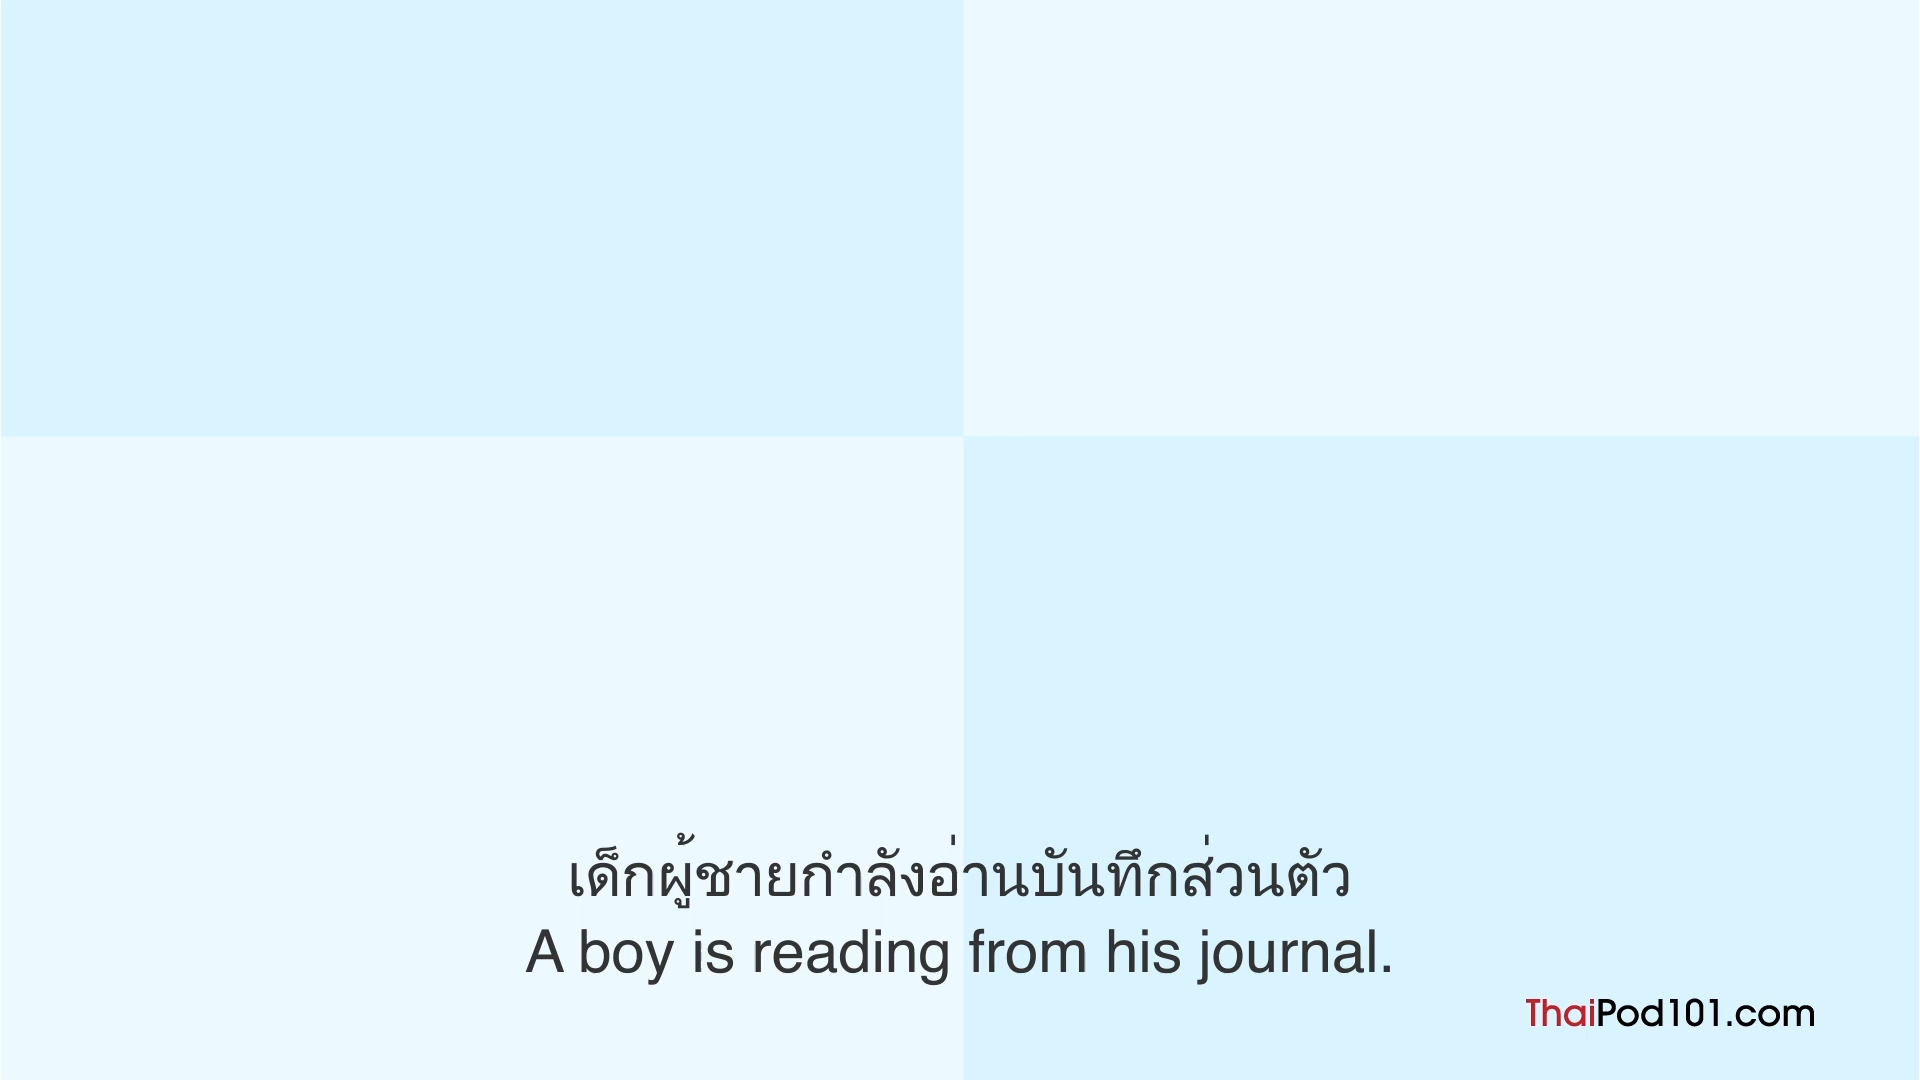 เด็กผู้ชายกำลังอ่านบันทึกส่วนตัว
A boy is reading from his journal.
ThaiPod101.com